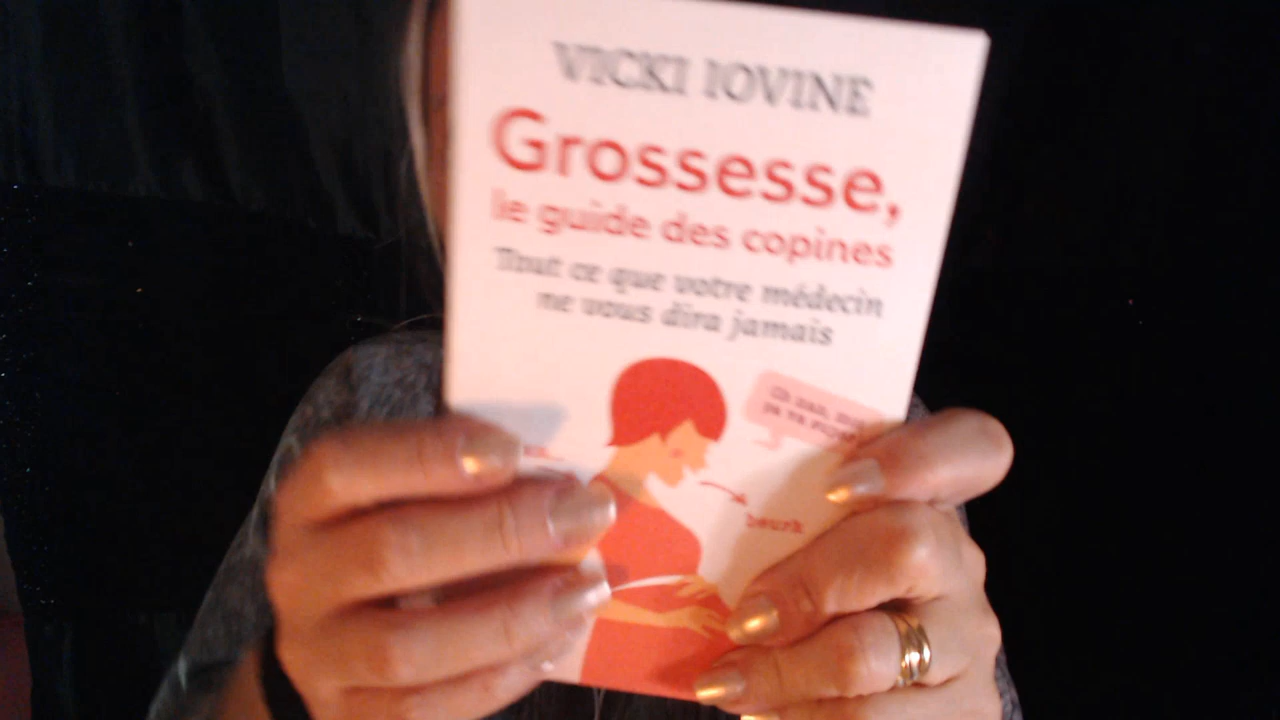 VICKI IOVINE
Grossesse,
le guide des copines
Tout ce que votre médecin
ne vous dira jamais
beurk